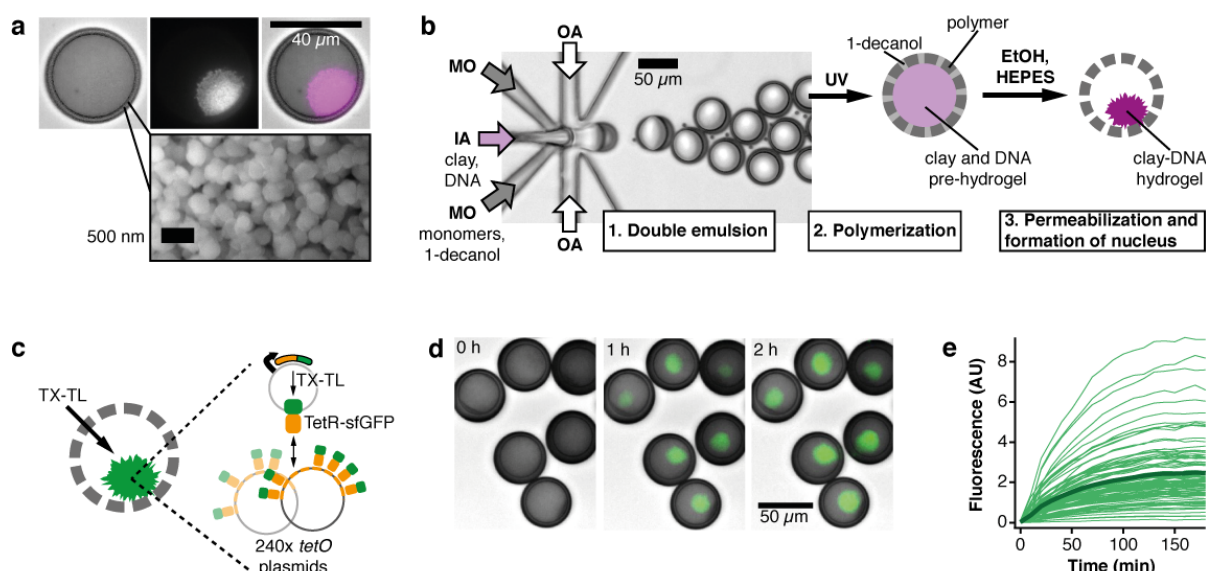 a
40 µm
500 nm
b
MO
OA
IA
clay,
DNA
MO
monomers,
1-decanol
OA
50 µm
1. Double emulsion
UV
1-decanol
polymer
clay and DNA
pre-hydrogel
2. Polymerization
EtOH,
HEPES
clay-DNA
hydrogel
3. Permeabilization and
formation of nucleus
c
TX-TL
TX-TL
TetR-sfGFP
240x tetO
plasmids
d
0 h
1 h
2 h
50 µm
e
Fluorescence (AU)
8
6
4
2
0
0
50
100
150
Time (min)